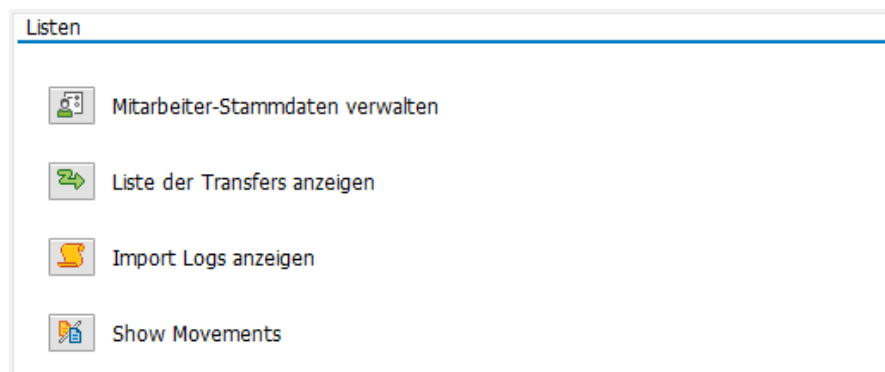 Listen
Mitarbeiter-Stammdaten verwalten
Liste der Transfers anzeigen
Import Logs anzeigen
Show Movements